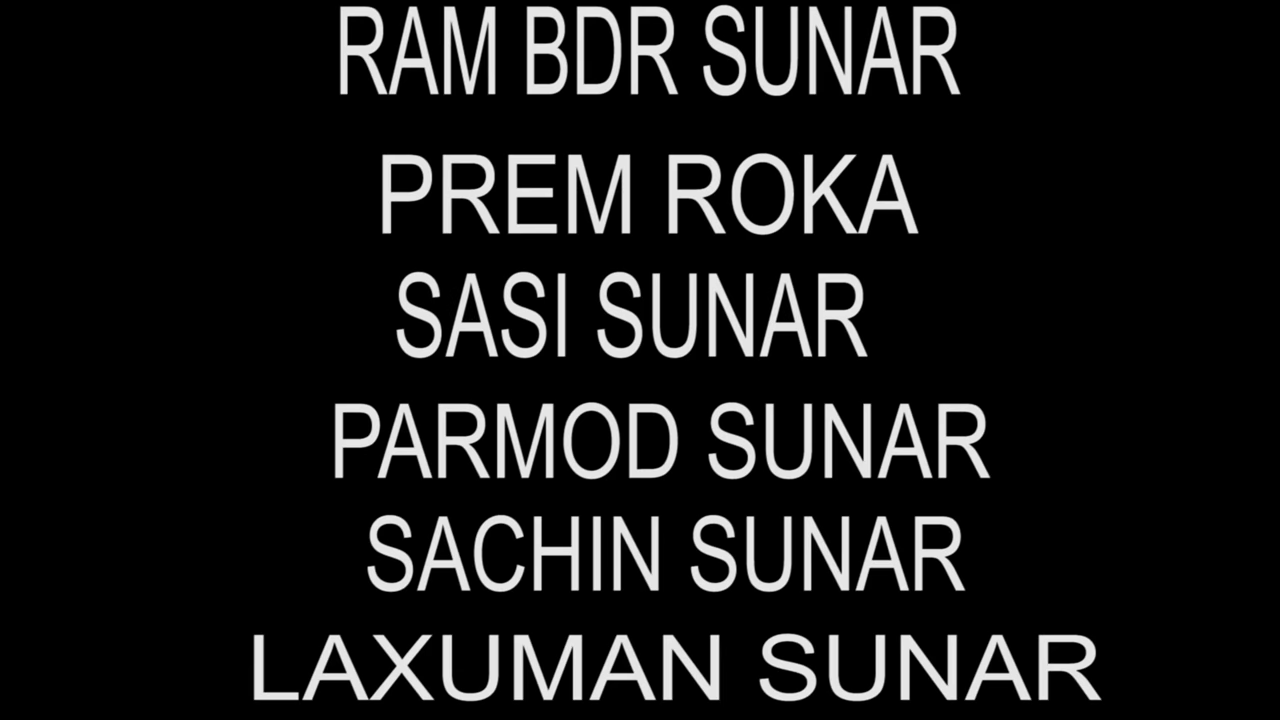 RAM BDR SUNAR
PREM ROKA
SASI SUNAR
PARMOD SUNAR
SACHIN SUNAR
LAXUMAN SUNAR